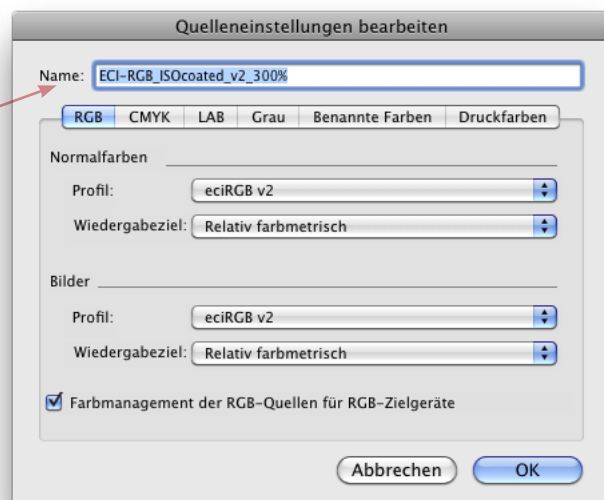 Quelleneinstellungen bearbeiten
Name: ECI-RGB_ISOcoated_v2_300%
RGB CMYK LAB Grau Benannte Farben Druckfarben
Normalfarben
Profil: eciRGB v2
Wiedergabeziel: Relativ farbmetrisch
Bilder
Profil: eciRGB v2
Wiedergabeziel: Relativ farbmetrisch
Farbmanagement der RGB-Quellen für RGB-Zielgeräte
Abbrechen OK